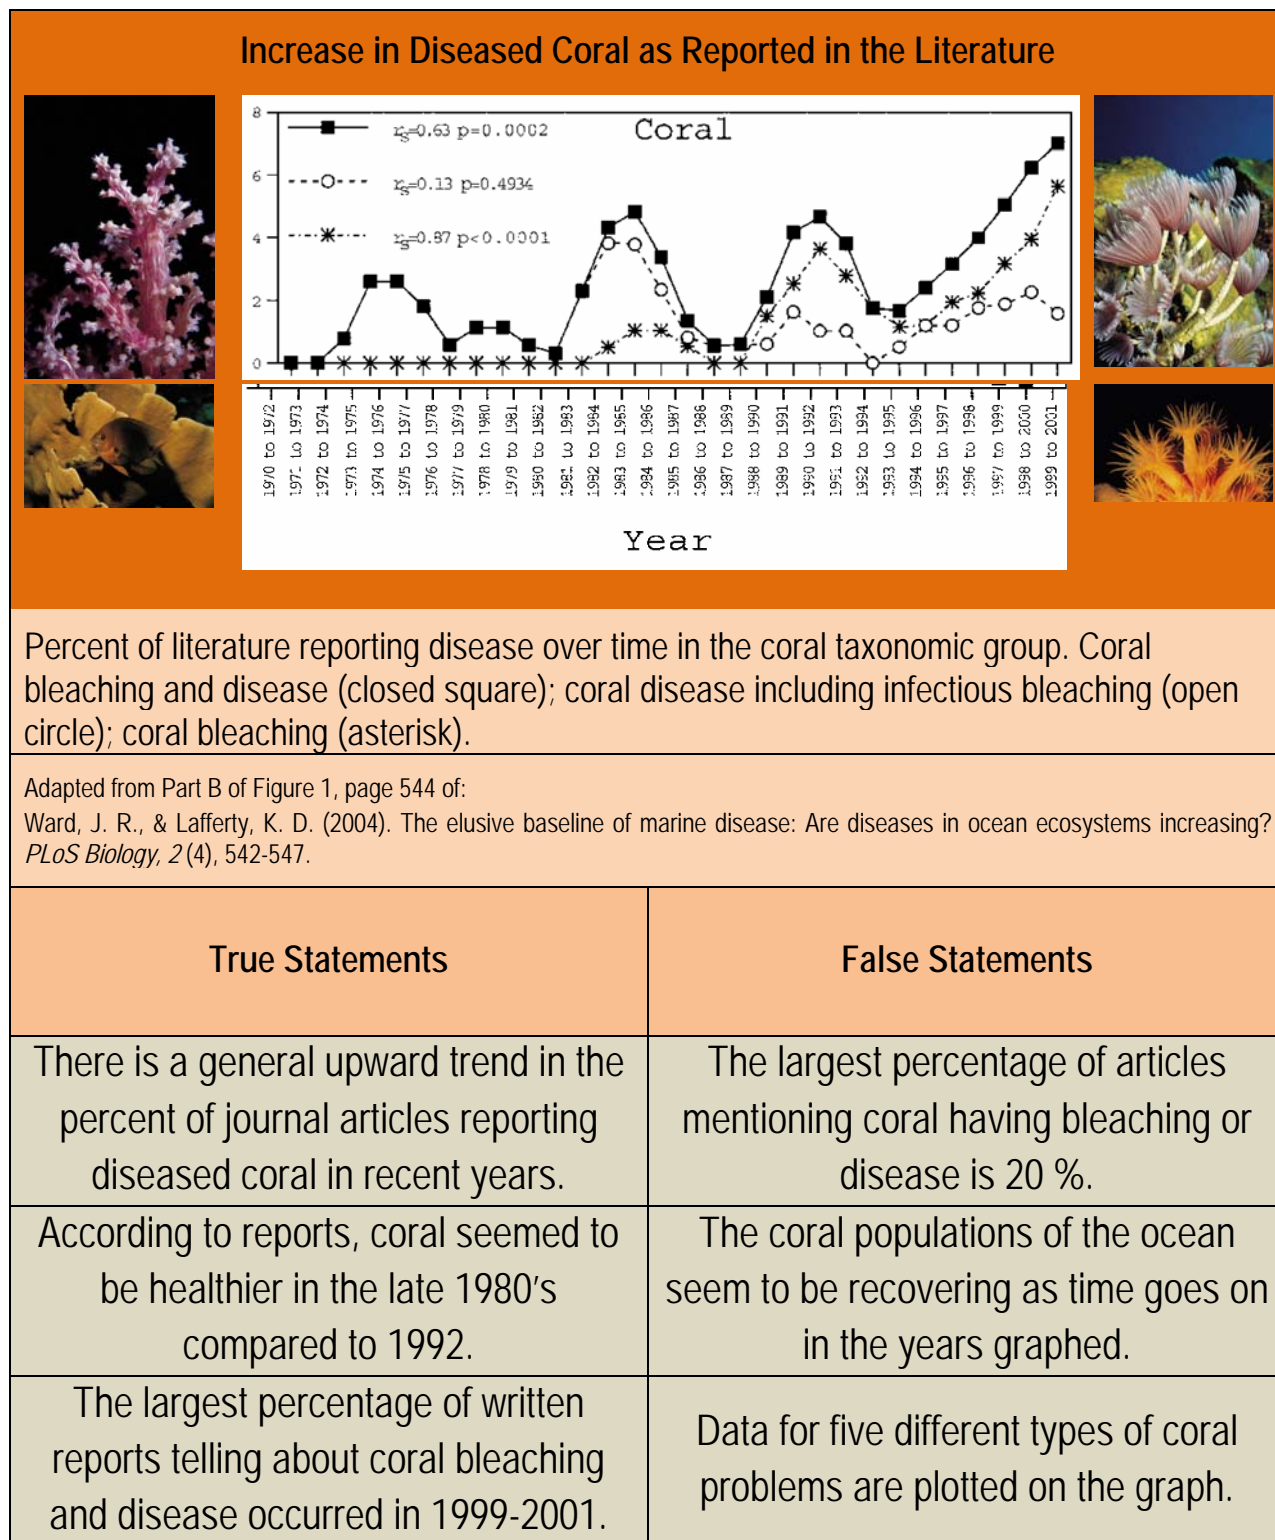 Increase in Diseased Coral as Reported in the Literature
8
6
4
2
0
Coral
rs=0.63 p=0.0002
rs=0.13 p=0.4934
rs=0.87 p<0.0001
1970 to 1972
1971 to 1973
1972 to 1974
1973 to 1975
1974 to 1976
1975 to 1977
1976 to 1978
1977 to 1979
1978 to 1980
1979 to 1981
1980 to 1982
1981 to 1983
1982 to 1984
1983 to 1985
1984 to 1986
1985 to 1987
1986 to 1988
1987 to 1989
1988 to 1990
1989 to 1991
1990 to 1992
1991 to 1993
1992 to 1994
1993 to 1995
1994 to 1996
1995 to 1997
1996 to 1998
1997 to 1999
1998 to 2000
1999 to 2001
Year
Percent of literature reporting disease over time in the coral taxonomic group. Coral
bleaching and disease (closed square); coral disease including infectious bleaching (open
circle); coral bleaching (asterisk).
Adapted from Part B of Figure 1, page 544 of:
Ward, J. R., & Lafferty, K. D. (2004). The elusive baseline of marine disease: Are diseases in ocean ecosystems increasing?
PLoS Biology, 2 (4), 542-547.
True Statements
False Statements
There is a general upward trend in the
percent of journal articles reporting
diseased coral in recent years.
The largest percentage of articles
mentioning coral having bleaching or
disease is 20 %.
According to reports, coral seemed to
be healthier in the late 1980's
compared to 1992.
The coral populations of the ocean
seem to be recovering as time goes on
in the years graphed.
The largest percentage of written
reports telling about coral bleaching
and disease occurred in 1999-2001.
Data for five different types of coral
problems are plotted on the graph.